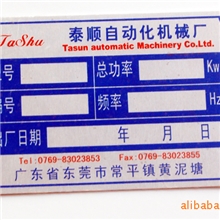 TaShu
泰顺自动化机械厂
Tasun automatic Machinery Co,Ltd.
号 总功率 Kw
号 频率 Hz
出厂日期 年 月 日
Tel:0769-83023853 Fax:0769-83023855
广东省东莞市常平镇黄泥塘